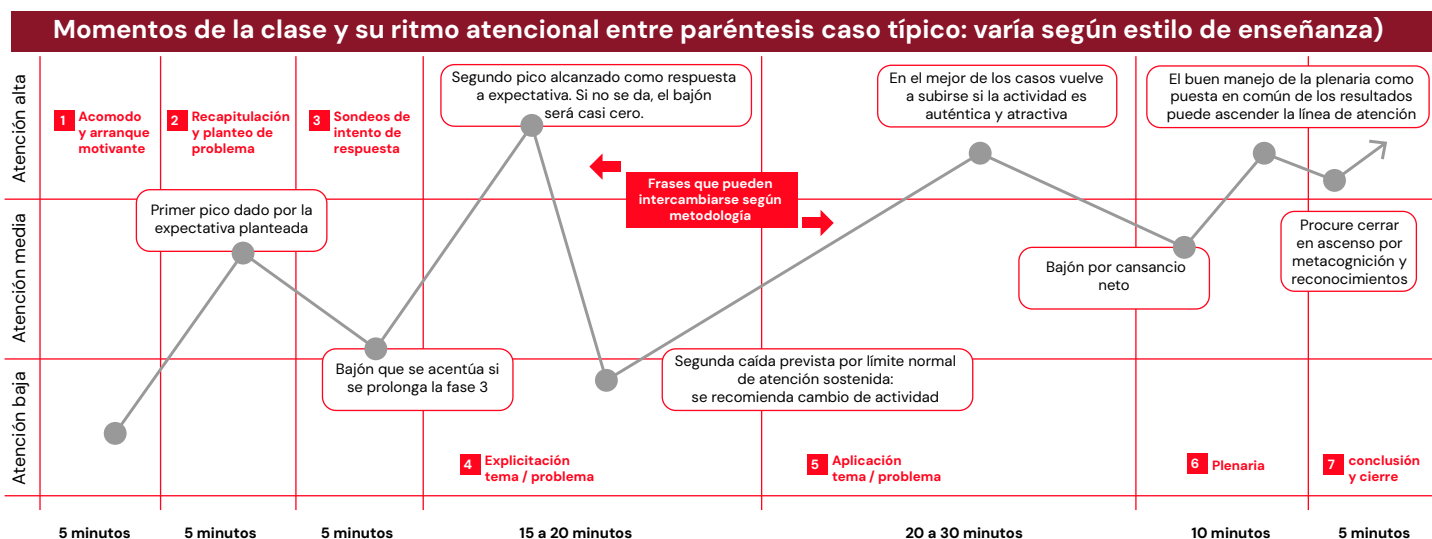 Momentos de la clase y su ritmo atencional entre paréntesis caso típico: varía según estilo de enseñanza)
Atención alta
Atención media
Atención baja
1 Acomodo
y arranque
motivante
2 Recapitulación
y planteo de
problema
3 Sondeos de
intento de
respuesta
Segundo pico alcanzado como respuesta
a expectativa. Si no se da, el bajón
será casi cero.
En el mejor de los casos vuelve
a subirse si la actividad es
auténtica y atractiva
El buen manejo de la plenaria como
puesta en común de los resultados
puede ascender la línea de atención
Primer pico dado por la
expectativa planteada
Frases que pueden
intercambiarse según
metodología
Bajón por cansancio
neto
Procure cerrar
en ascenso por
metacognición y
reconocimientos
Bajón que se acentúa si
se prolonga la fase 3
Segunda caída prevista por límite normal
de atención sostenida:
se recomienda cambio de actividad
4 Explicitación
tema / problema
5 Aplicación
tema / problema
6 Plenaria
7 conclusión
y cierre
5 minutos
5 minutos
5 minutos
15 a 20 minutos
20 a 30 minutos
10 minutos
5 minutos